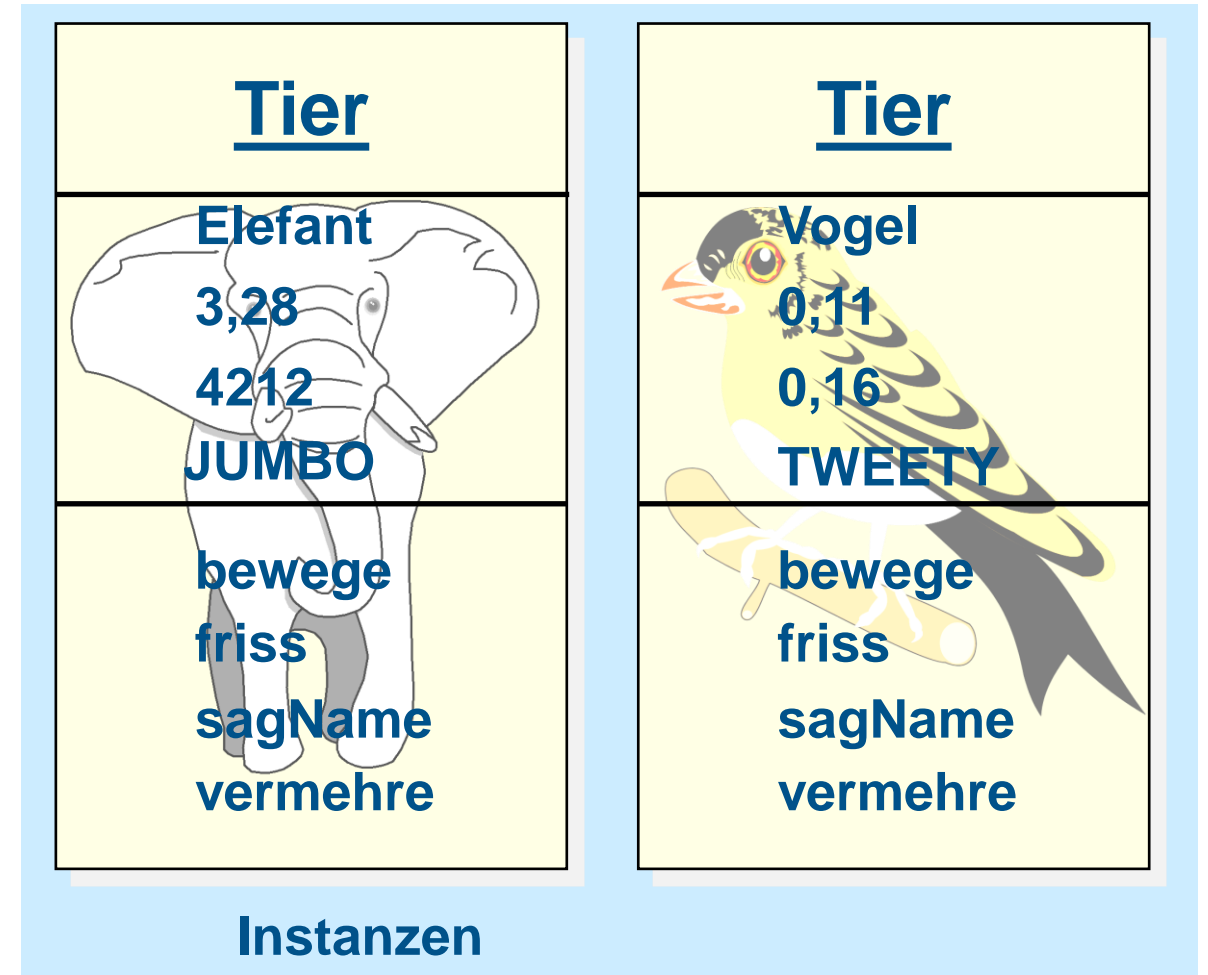 Tier
Elefant
3,28
4212
JUMBO
bewege
friss
sagName
vermehre
Tier
Vogel
0,11
0,16
TWEETY
bewege
friss
sagName
vermehre
Instanzen